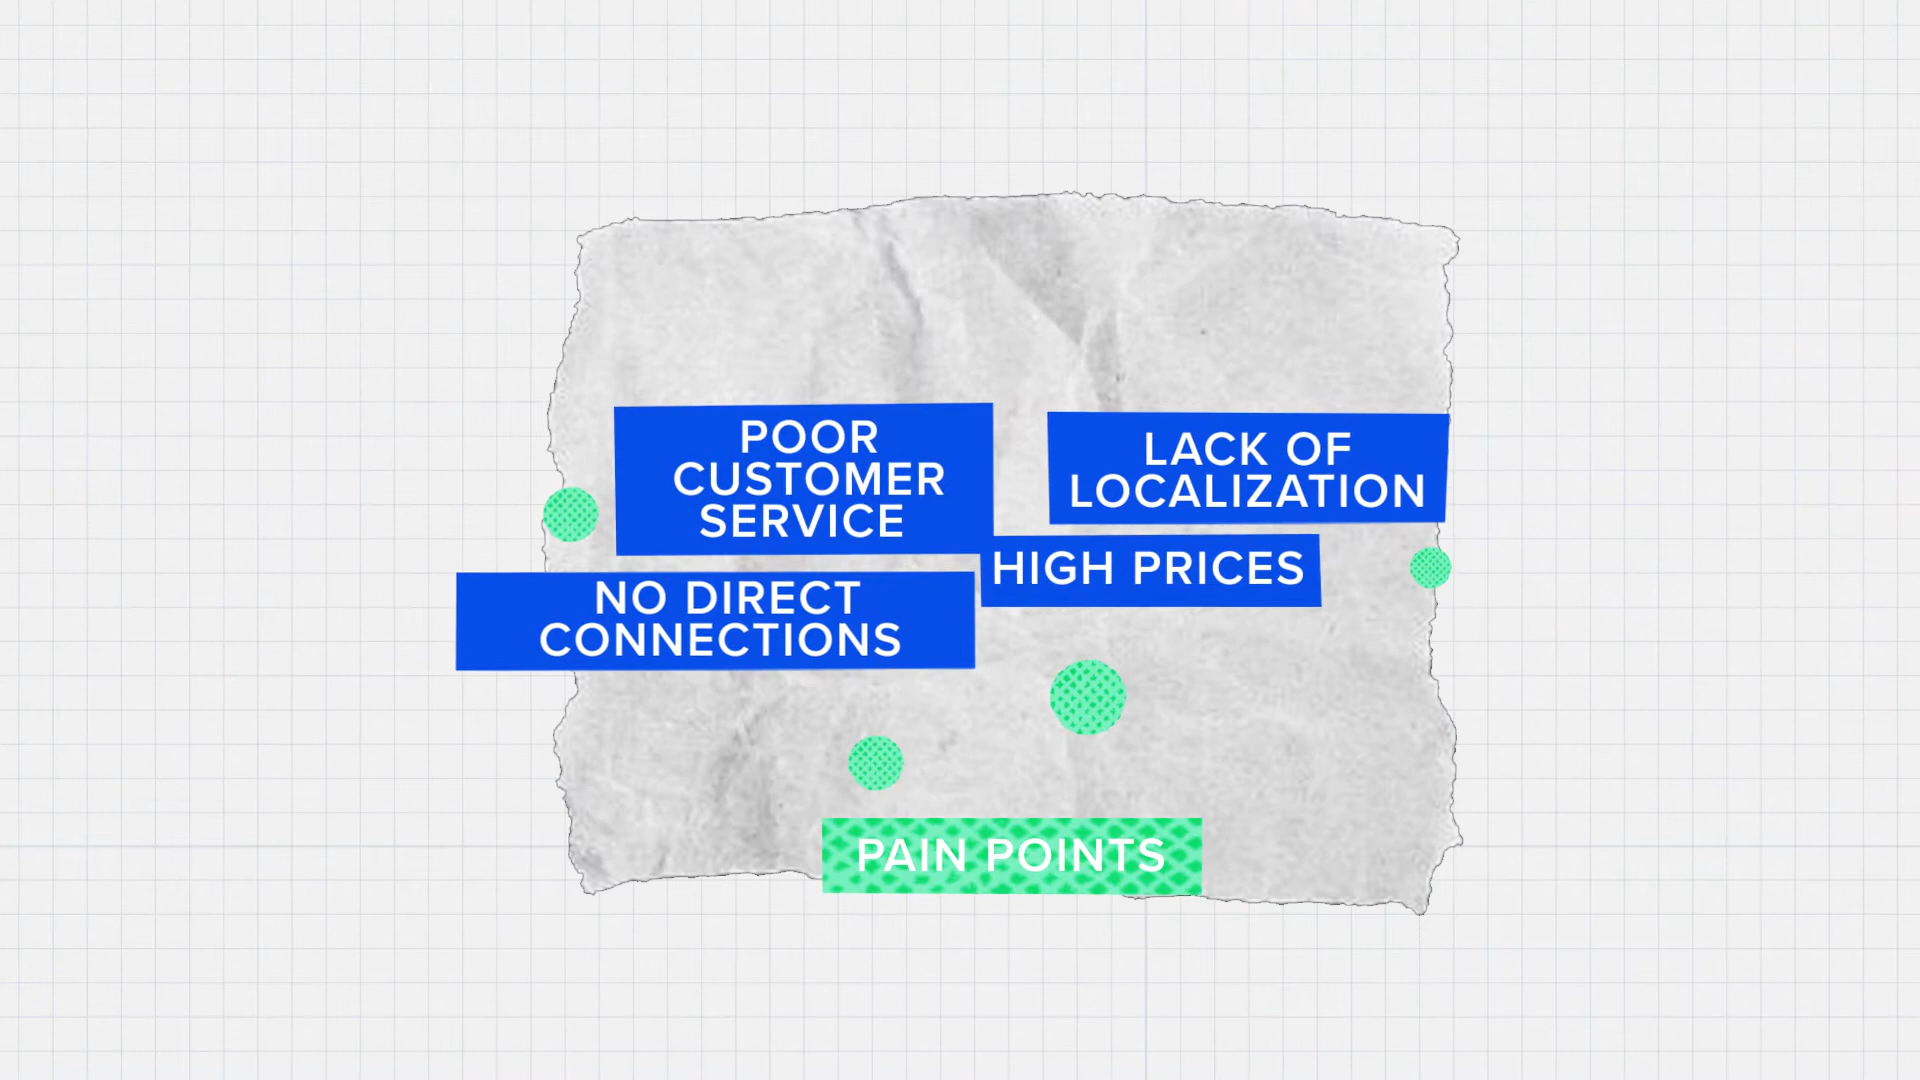 POOR
CUSTOMER
SERVICE
LACK OF
LOCALIZATION
HIGH PRICES
NO DIRECT
CONNECTIONS
PAIN POINTS